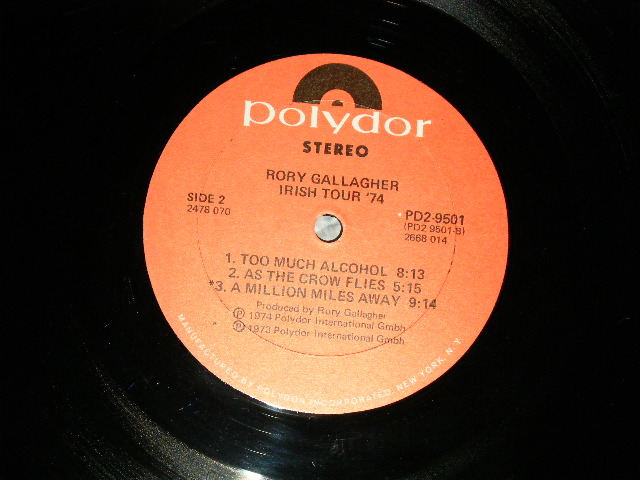 polydor
STEREO
RORY GALLAGHER
IRISH TOUR '74
SIDE 2
2478 070
PD2-9501
(PD2 9501-B)
2668 014
1. TOO MUCH ALCOHOL 8:13
2. AS THE CROW FLIES 5:15
*3. A MILLION MILES AWAY 9:14
Produced by Rory Gallagher
Ⓟ 1974 Polydor International Gmbh
*Ⓟ 1973 Polydor International Gmbh
MANUFACTURED BY POLYDOR INCORPORATED, NEW YORK, N.Y.